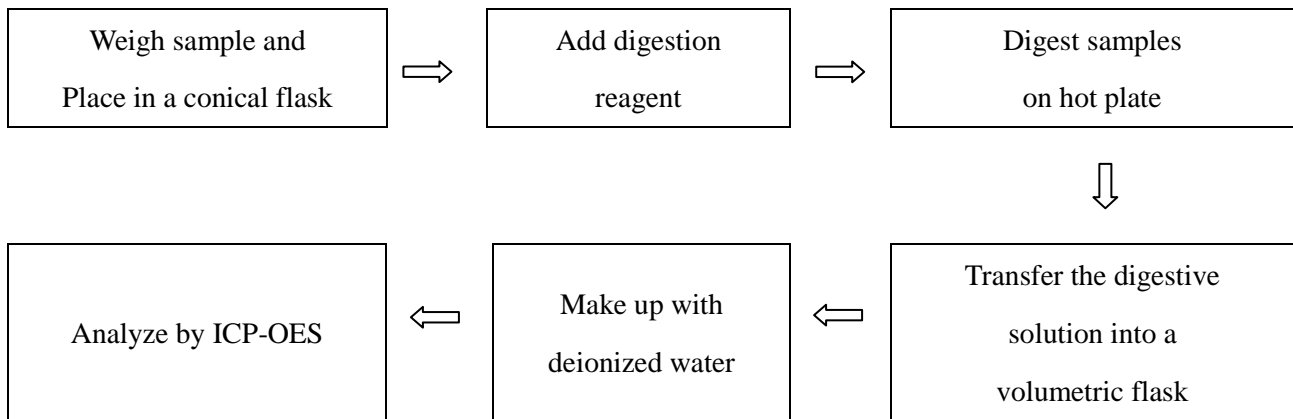 Weigh sample and
Place in a conical flask
Add digestion
reagent
Digest samples
on hot plate
Transfer the digestive
solution into a
volumetric flask
Make up with
deionized water
Analyze by ICP-OES